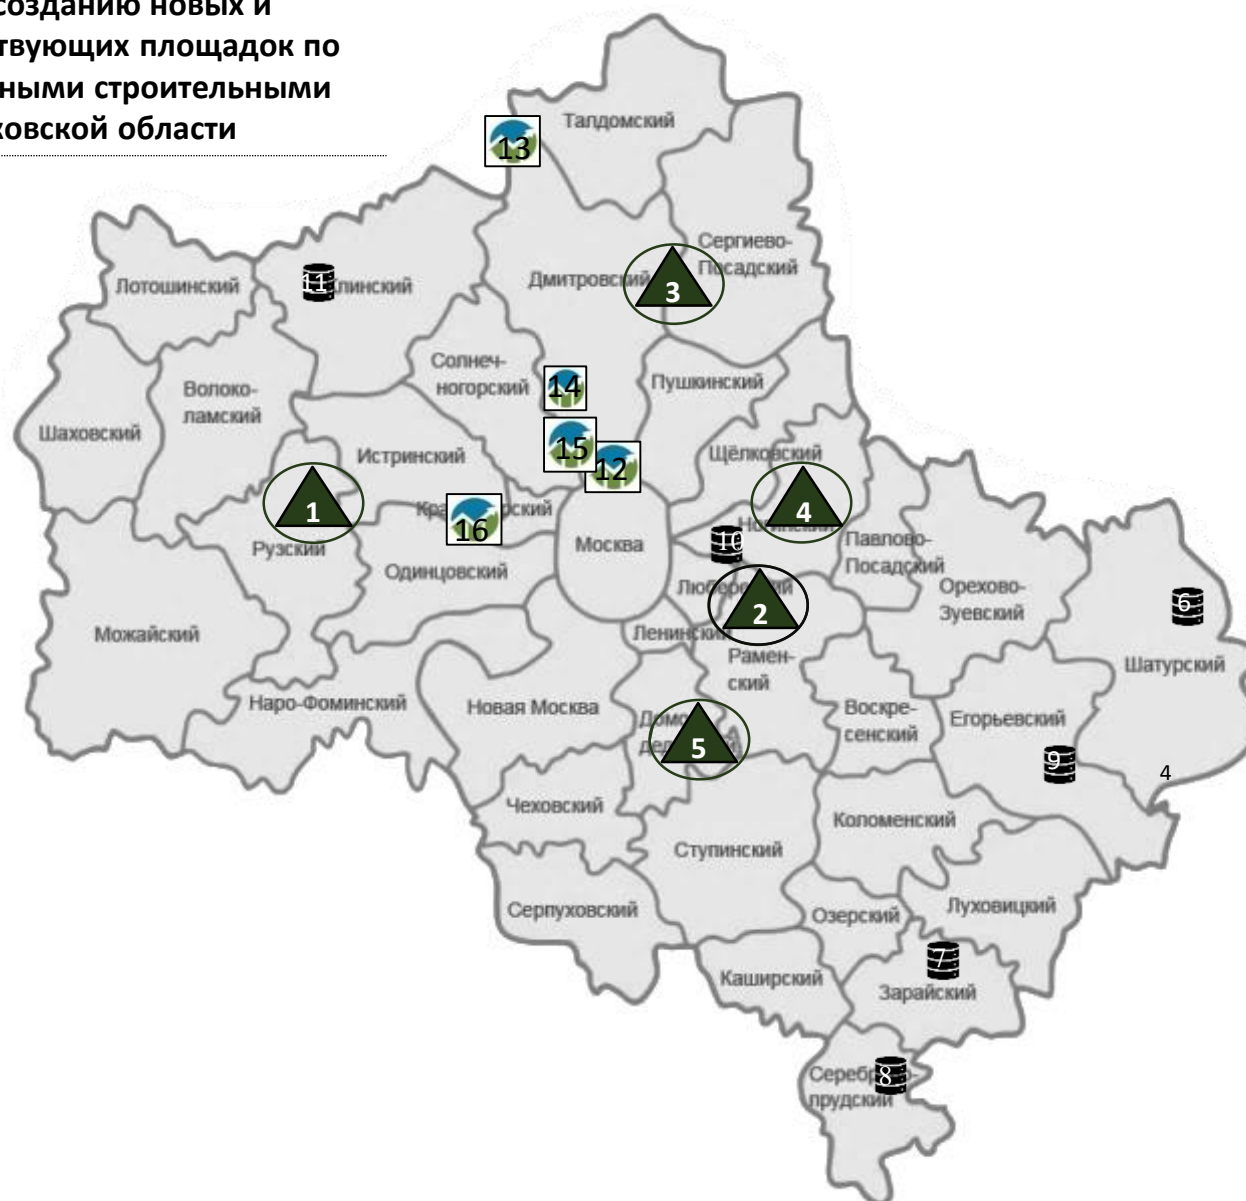 созданию новых и
твующих площадок по
ными строительными
ковской области
Талдомский
13
Сергиево-
Посадский
Лотошинский
11
линский
Дмитровский
3
Солнеч-
ногорский
14
Пушкинский
Волоко-
ламский
Шаховский
Истринский
15
12
Щёлковский
1
16
Москва
4
10
Рузский
Одинцовский
Павлово-
Посадский
Орехово-
Зуевский
2
6
Можайский
Ленинский
Рамен-
ский
Шатурский
Наро-Фоминский
Новая Москва
5
Воскре-
сенский
Егорьевский
9
4
Чеховский
Коломенский
Ступинский
Серпуховский
Озерский
Луховицкий
7
Каширский
Зарайский
8
прудский